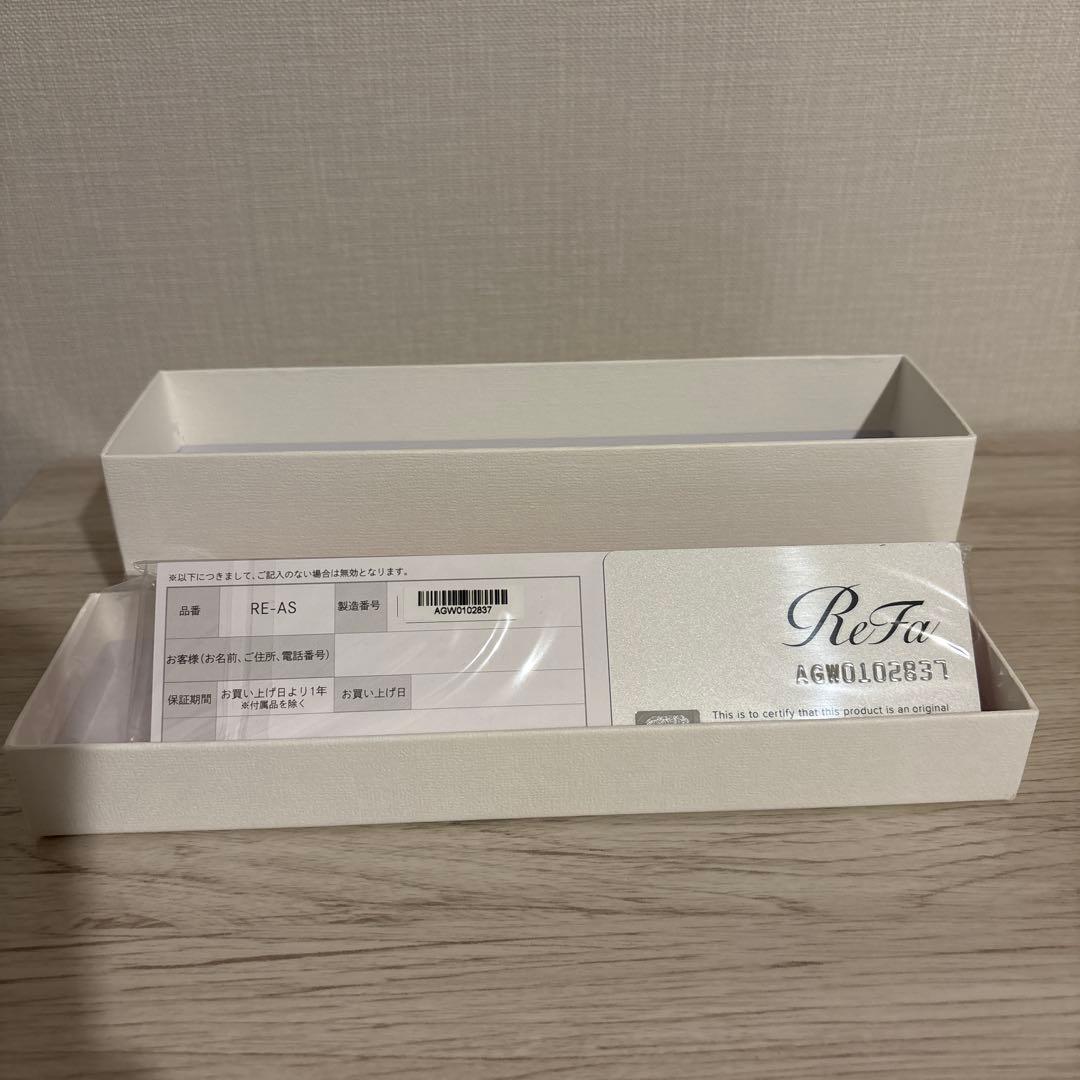 ※以下につきまして、ご記入のない場合は無効となります。
品番 RE-AS 製造番号 AGW0102837
お客様(お名前、ご住所、電話番号)
保証期間 お買い上げ日より1年 お買い上げ日
※付属品を除く
ReFa
AGW0102837
This is to certify that this product is an original